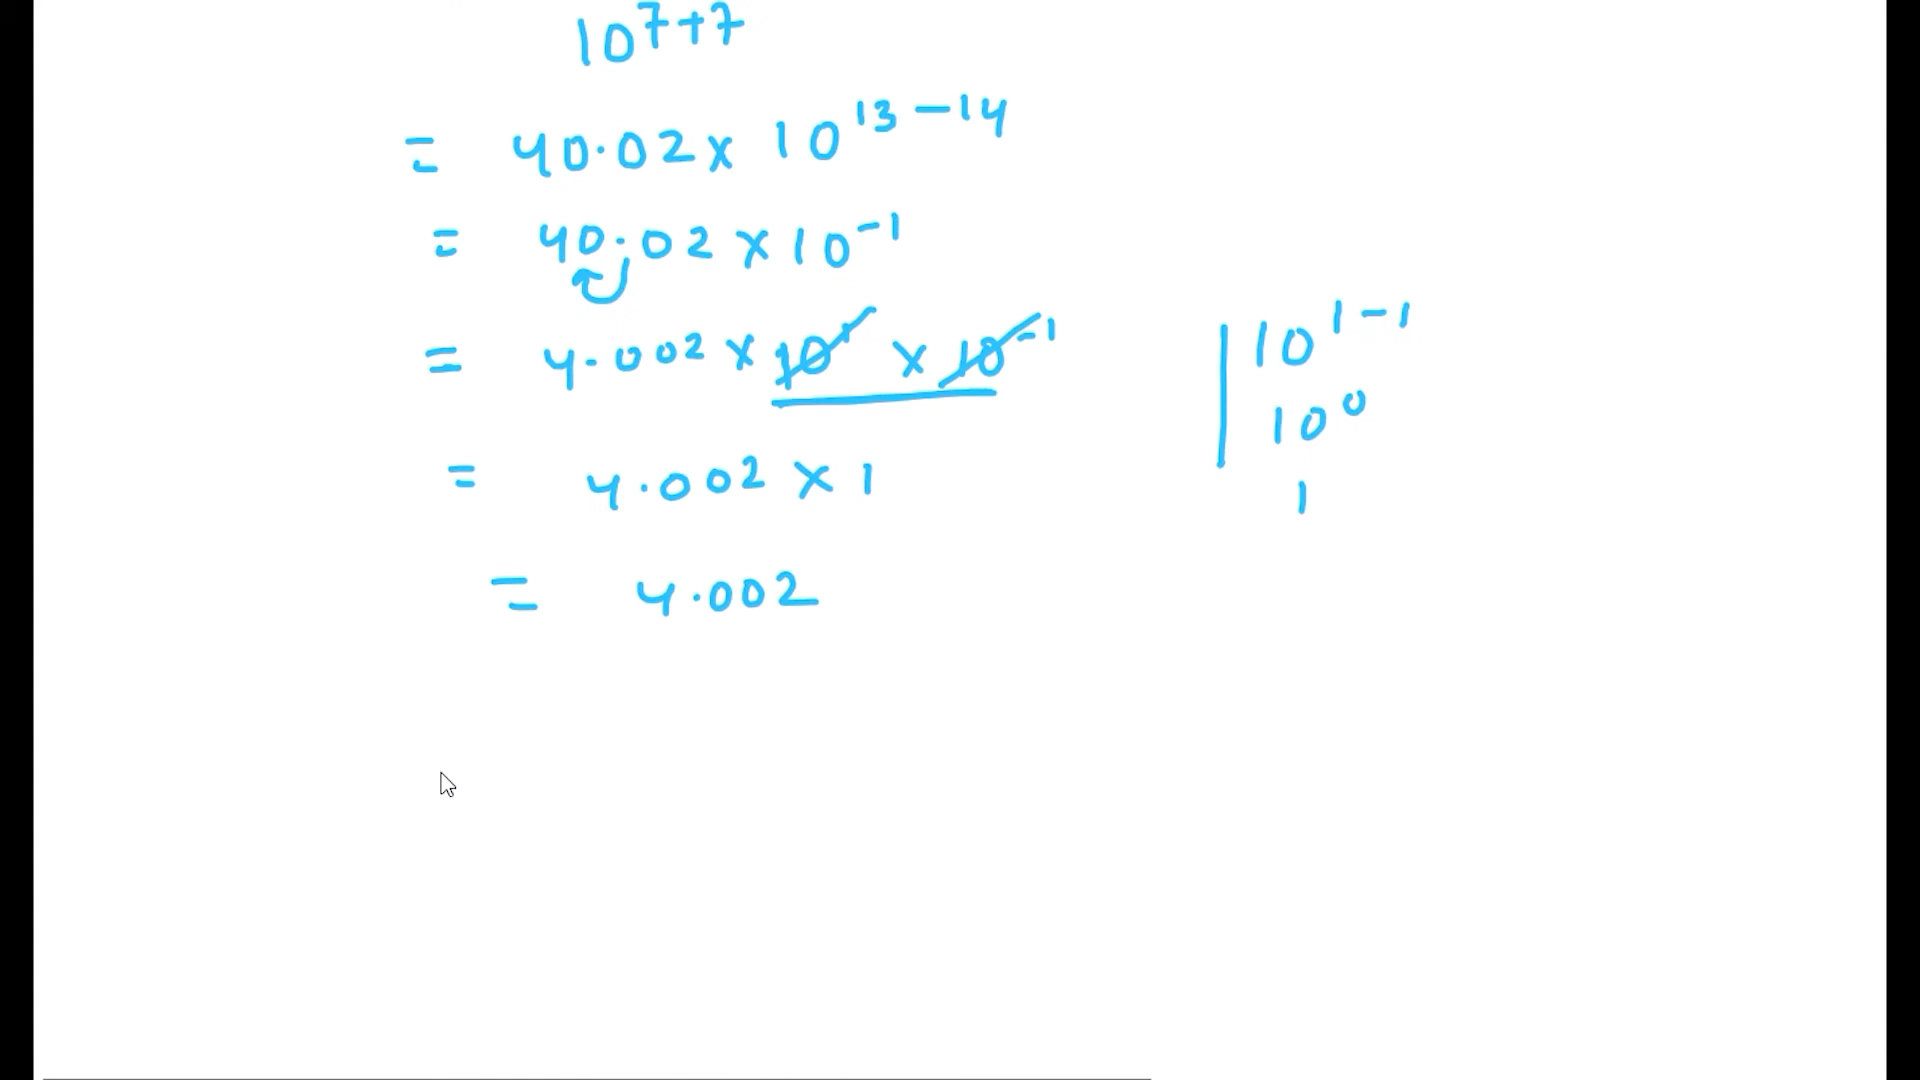 10^{7+7}
= 40.02 x 10^{13-14}
= 40.02 x 10^{-1}
= 4.002 x 10^{1} x 10^{-1}
10^{1-1}
10^{0}
1
= 4.002 x 1
= 4.002